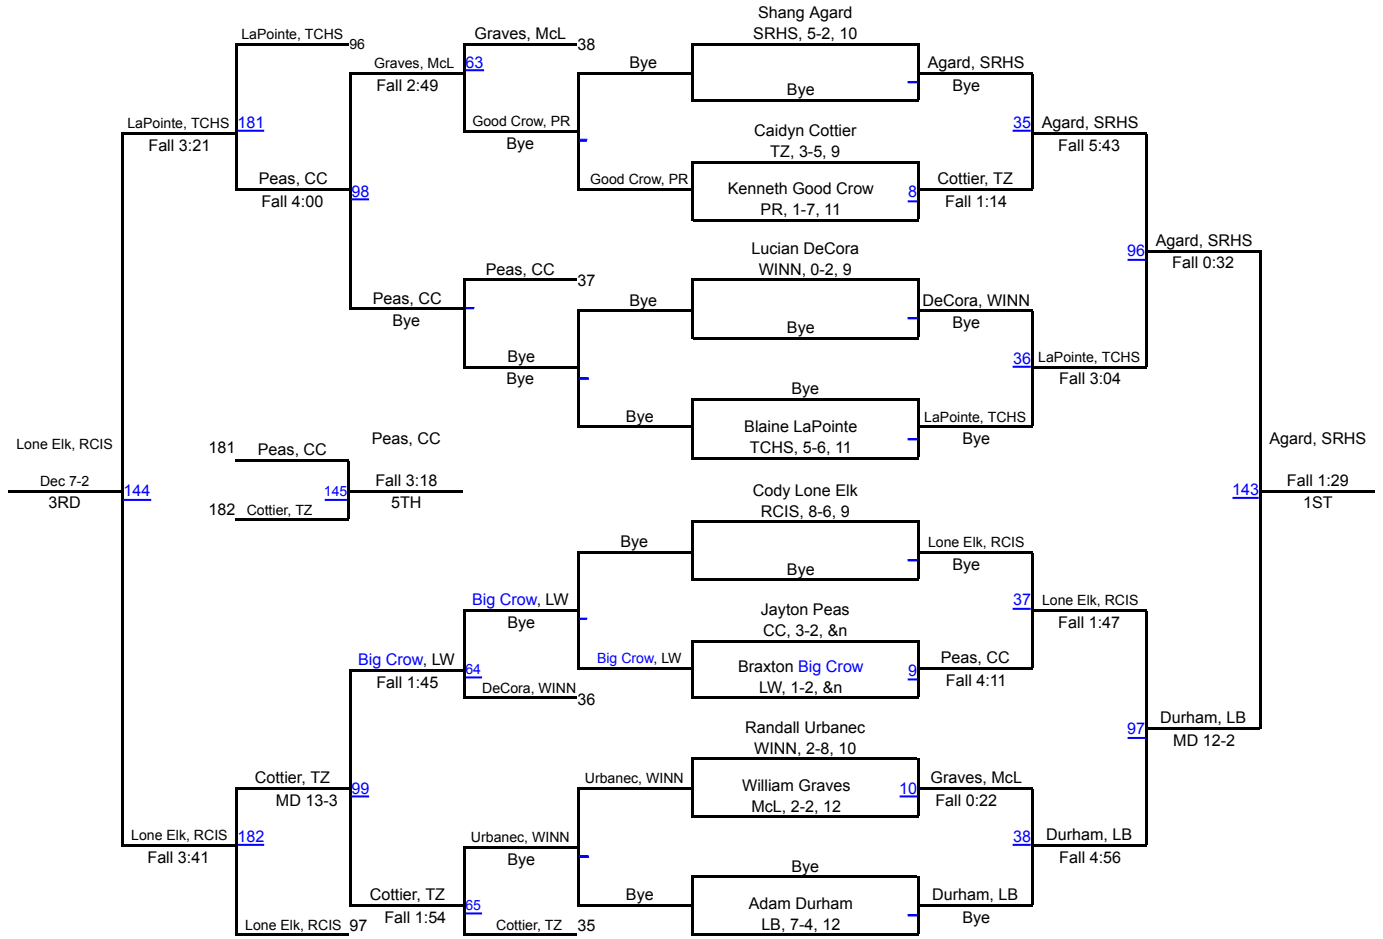 Shang Agard
SRHS, 5-2, 10
LaPointe, TCHS
96
Graves, McL
38
Graves, McL
63
Fall 2:49
Bye
Agard, SRHS
Bye
Bye
LaPointe, TCHS
181
Fall 3:21
Good Crow, PR
Bye
Caidyn Cottier
TZ, 3-5, 9
35
Agard, SRHS
Fall 5:43
Peas, CC
Fall 4:00
98
Good Crow, PR
Kenneth Good Crow
PR, 1-7, 11
8
Cottier, TZ
Fall 1:14
Lucian DeCora
WINN, 0-2, 9
96
Agard, SRHS
Fall 0:32
Peas, CC
37
Peas, CC
Bye
Bye
Bye
DeCora, WINN
Bye
Bye
Bye
36
LaPointe, TCHS
Fall 3:04
Bye
Bye
Blaine LaPointe
TCHS, 5-6, 11
LaPointe, TCHS
Bye
Lone Elk, RCIS
Dec 7-2
3RD
144
181
Peas, CC
182
Cottier, TZ
145
Peas, CC
Fall 3:18
5TH
Cody Lone Elk
RCIS, 8-6, 9
143
Agard, SRHS
Fall 1:29
1ST
Bye
Bye
Lone Elk, RCIS
Bye
Big Crow, LW
Bye
Jayton Peas
CC, 3-2, &n
37
Lone Elk, RCIS
Fall 1:47
Big Crow, LW
Fall 1:45
64
DeCora, WINN
36
Big Crow, LW
Braxton Big Crow
LW, 1-2, &n
9
Peas, CC
Fall 4:11
Randall Urbanec
WINN, 2-8, 10
97
Durham, LB
MD 12-2
Cottier, TZ
MD 13-3
99
Urbanec, WINN
William Graves
McL, 2-2, 12
10
Graves, McL
Fall 0:22
Lone Elk, RCIS
182
Fall 3:41
Urbanec, WINN
Bye
38
Durham, LB
Fall 4:56
Bye
Cottier, TZ
Fall 1:54
65
Bye
Adam Durham
LB, 7-4, 12
Durham, LB
Bye
Lone Elk, RCIS
97
Cottier, TZ
35